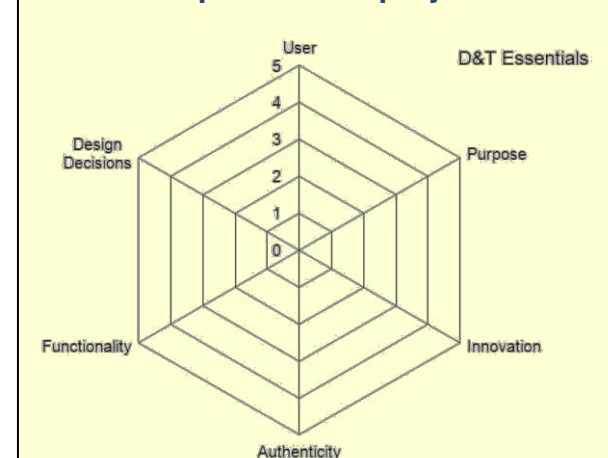 User
D&T Essentials
5
4
Design
Decisions
3
Purpose
2
1
0
Functionality
Innovation
Authenticity